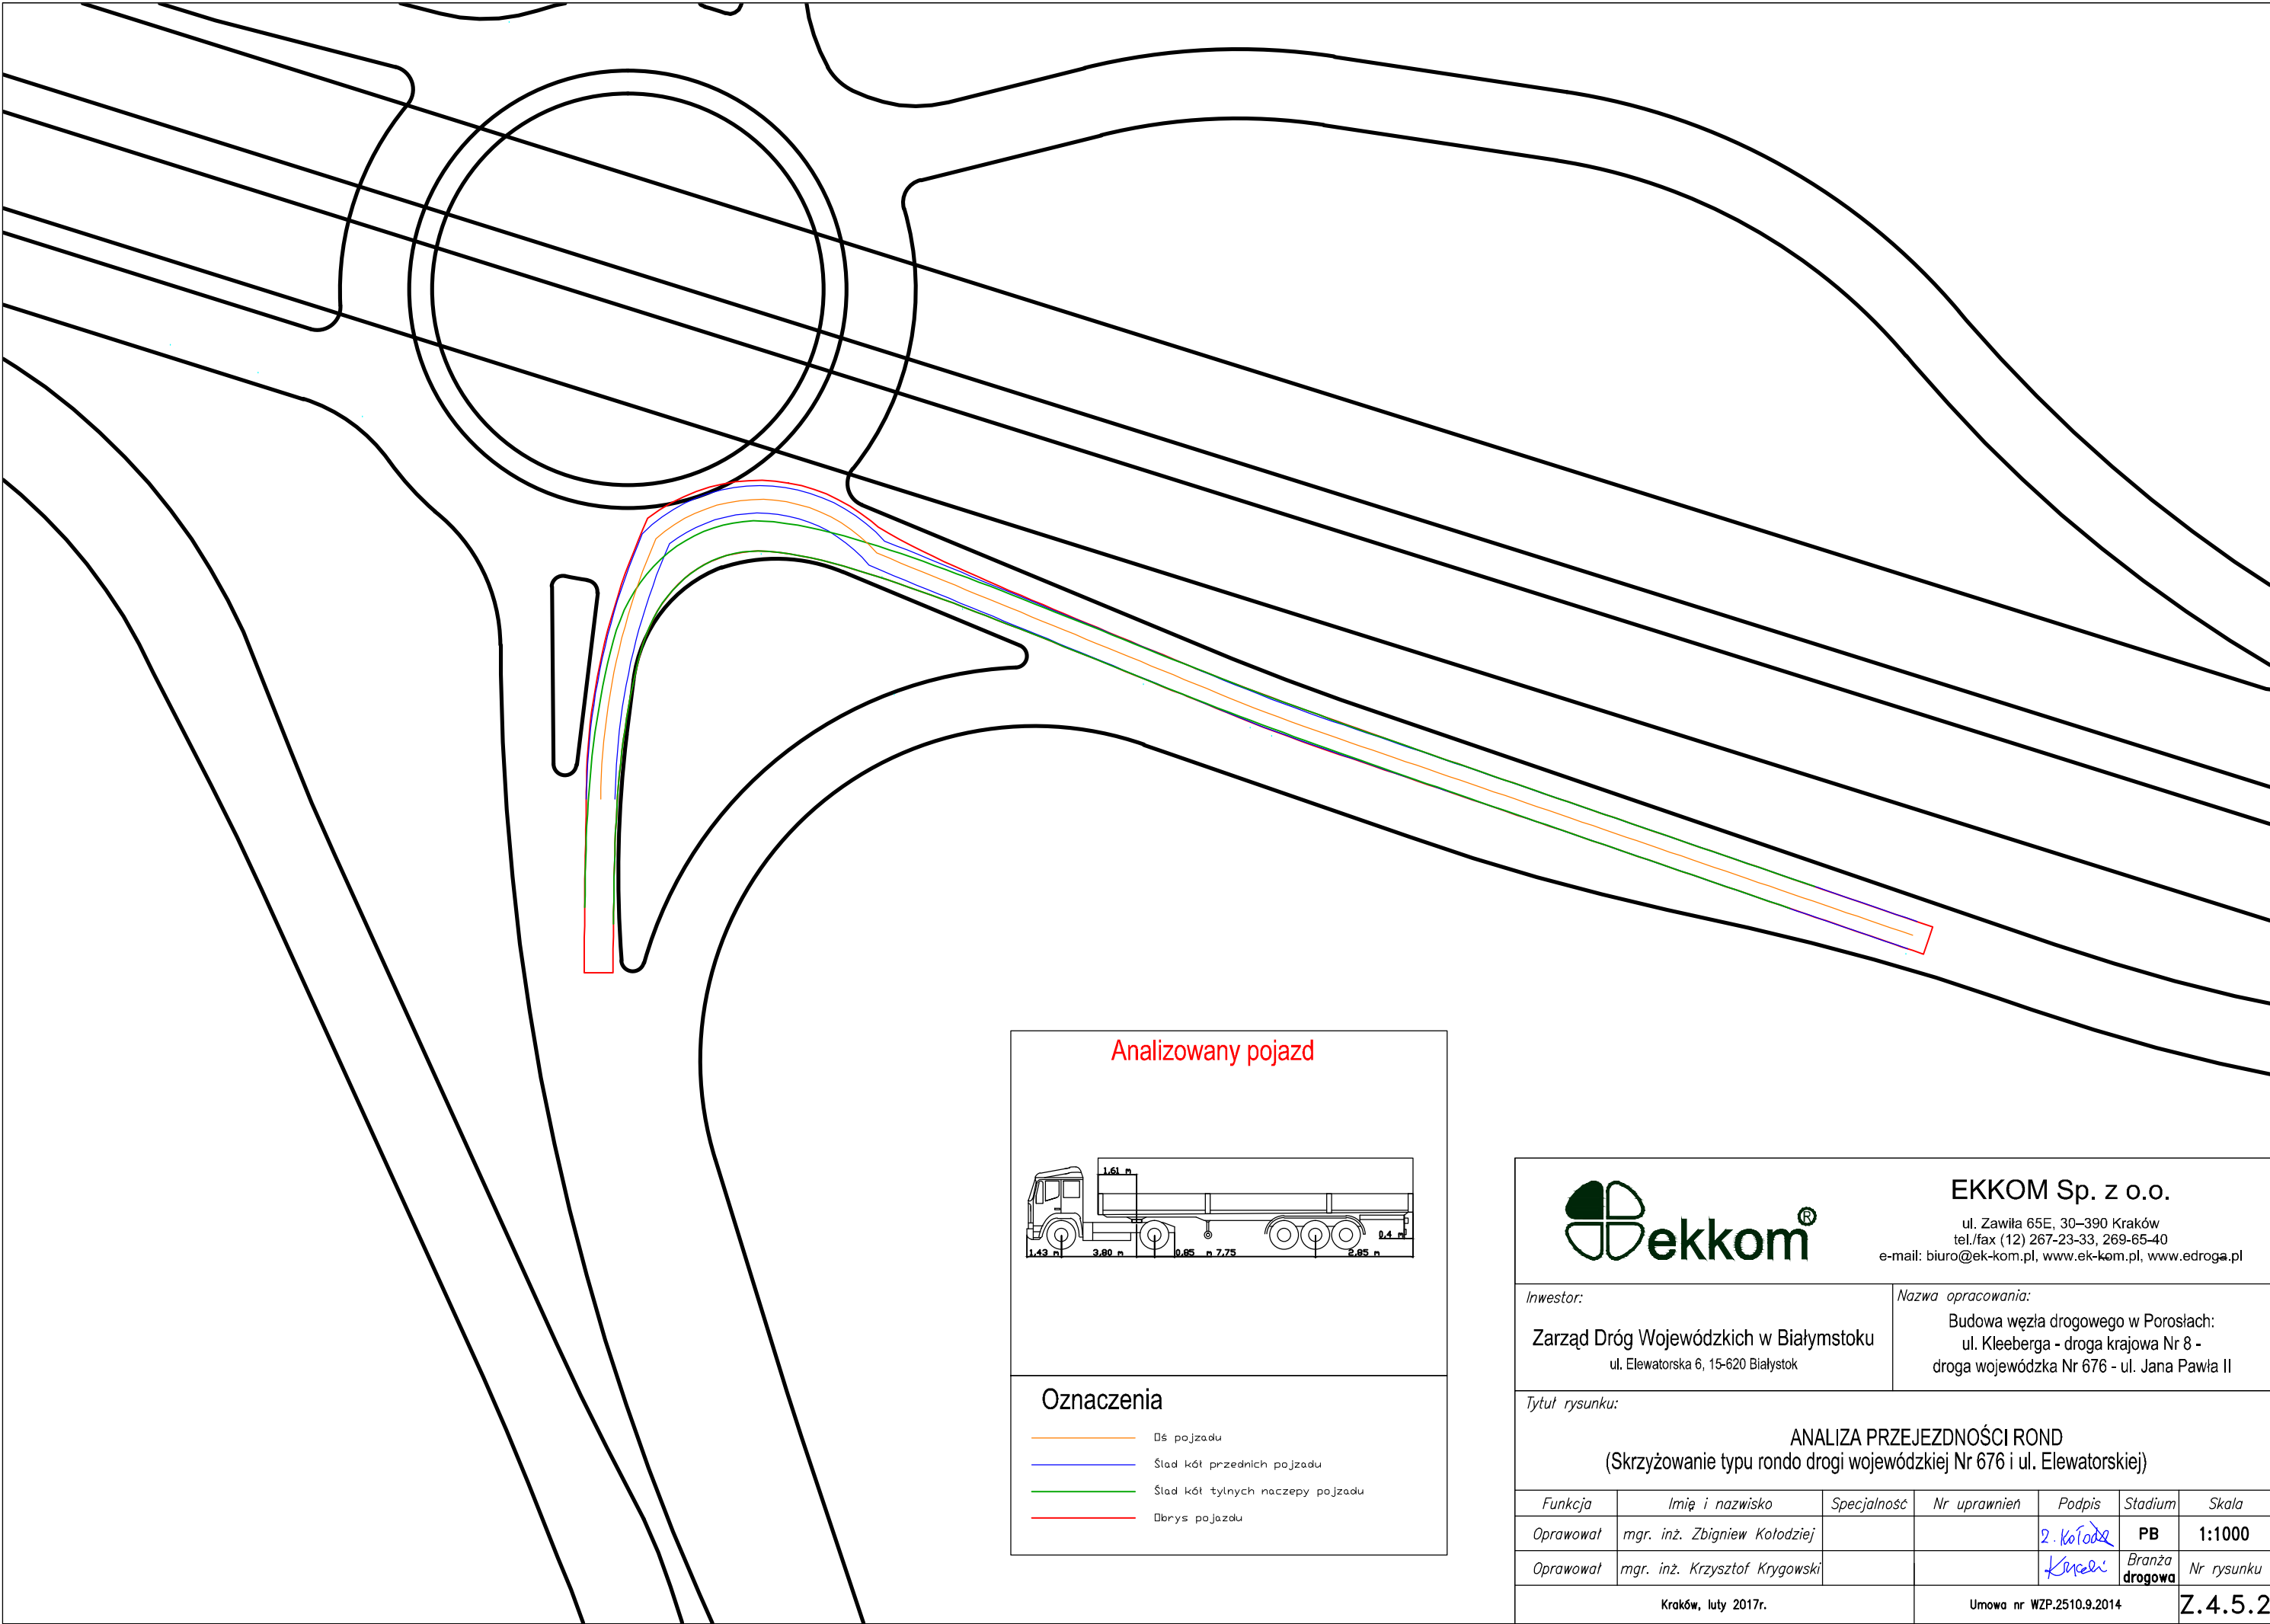 Analizowany pojazd
1.61 m
0.4 m
1.43 m 3.80 m 0.85 m 7.75 2.85 m
Oznaczenia
Oś pojzadu
Ślad kół przednich pojzadu
Ślad kół tylnych naczepy pojzadu
Obrys pojazdu
ekkom®
EKKOM Sp. z o.o.
ul. Zawiła 65E, 30–390 Kraków
tel./fax (12) 267-23-33, 269-65-40
e-mail: biuro@ek-kom.pl, www.ek-kom.pl, www.edroga.pl
Inwestor:
Zarząd Dróg Wojewódzkich w Białymstoku
ul. Elewatorska 6, 15-620 Białystok
Nazwa opracowania:
Budowa węzła drogowego w Porosłach:
ul. Kleeberga - droga krajowa Nr 8 -
droga wojewódzka Nr 676 - ul. Jana Pawła II
Tytuł rysunku:
ANALIZA PRZEJEZDNOŚCI ROND
(Skrzyżowanie typu rondo drogi wojewódzkiej Nr 676 i ul. Elewatorskiej)
Funkcja Imię i nazwisko Specjalność Nr uprawnień Podpis Stadium Skala
Oprawował mgr. inż. Zbigniew Kołodziej PB 1:1000
Oprawował mgr. inż. Krzysztof Krygowski Branża drogowa Nr rysunku
Kraków, luty 2017r. Umowa nr WZP.2510.9.2014 Z.4.5.2